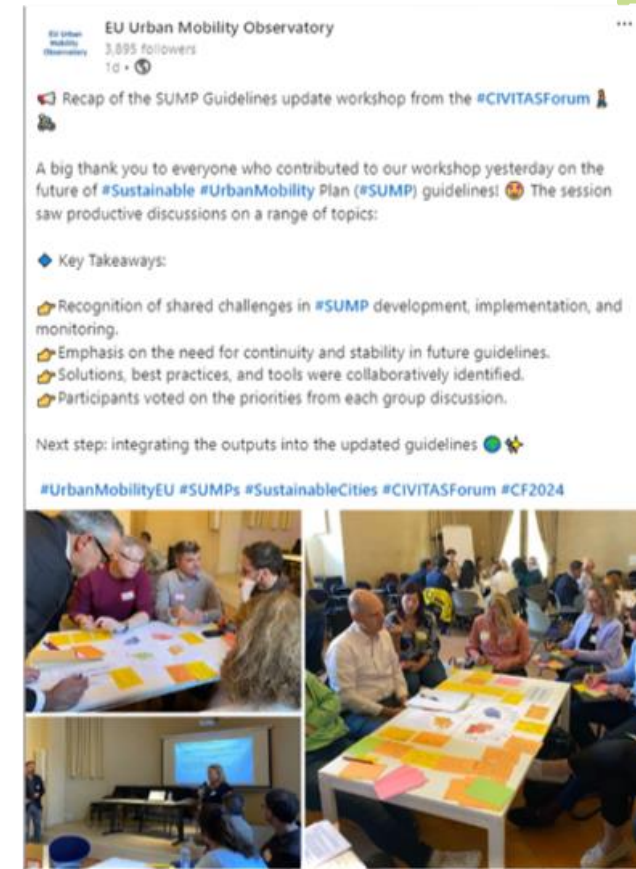 EU Urban
Mobility
Observatory
EU Urban Mobility Observatory
3,895 followers
1d •
Recap of the SUMP Guidelines update workshop from the #CIVITASForum
A big thank you to everyone who contributed to our workshop yesterday on the
future of #Sustainable #UrbanMobility Plan (#SUMP) guidelines! The session
saw productive discussions on a range of topics:
Key Takeaways:
Recognition of shared challenges in #SUMP development, implementation, and
monitoring.
Emphasis on the need for continuity and stability in future guidelines.
Solutions, best practices, and tools were collaboratively identified.
Participants voted on the priorities from each group discussion.
Next step: integrating the outputs into the updated guidelines
#UrbanMobilityEU #SUMPs #SustainableCities #CIVITASForum #CF2024